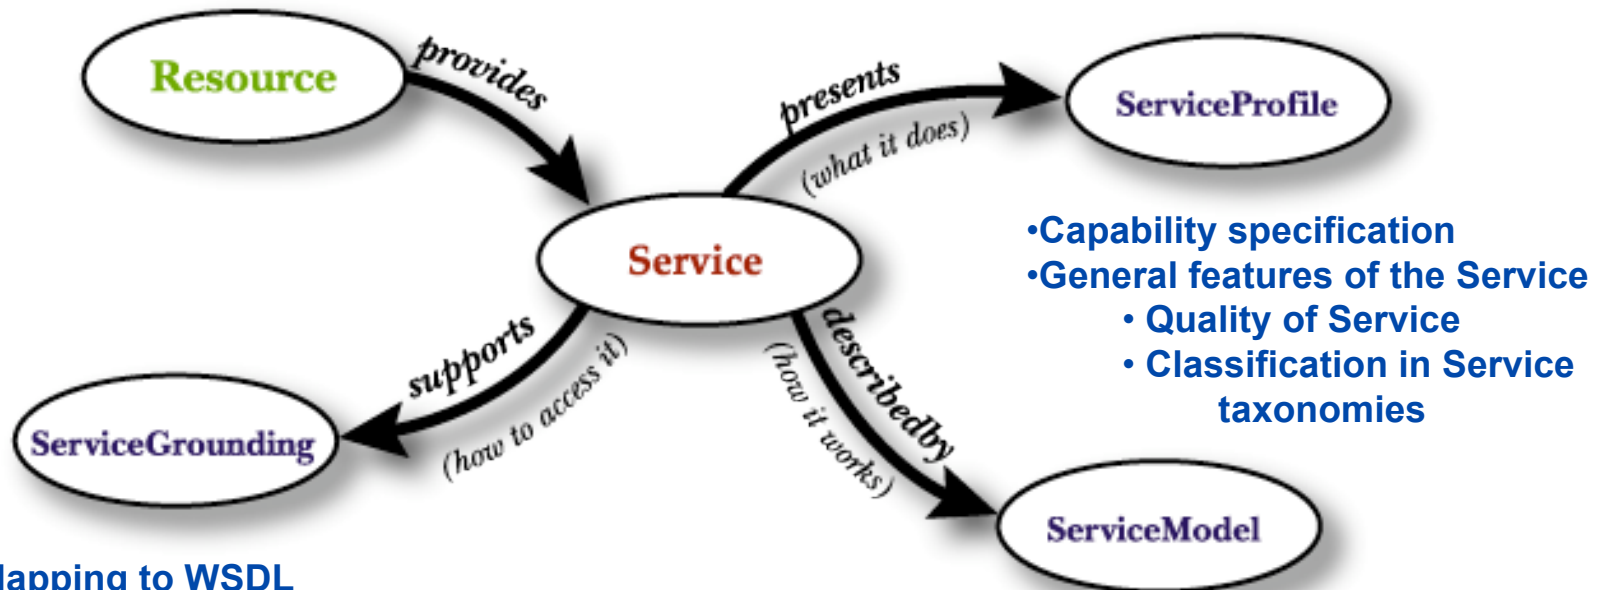 Resource
provides
presents
(what it does)
ServiceProfile
•Capability specification
•General features of the Service
• Quality of Service
• Classification in Service
taxonomies
Service
supports
(how to access it)
describedby
(how it works)
ServiceGrounding
ServiceModel
to WSDL